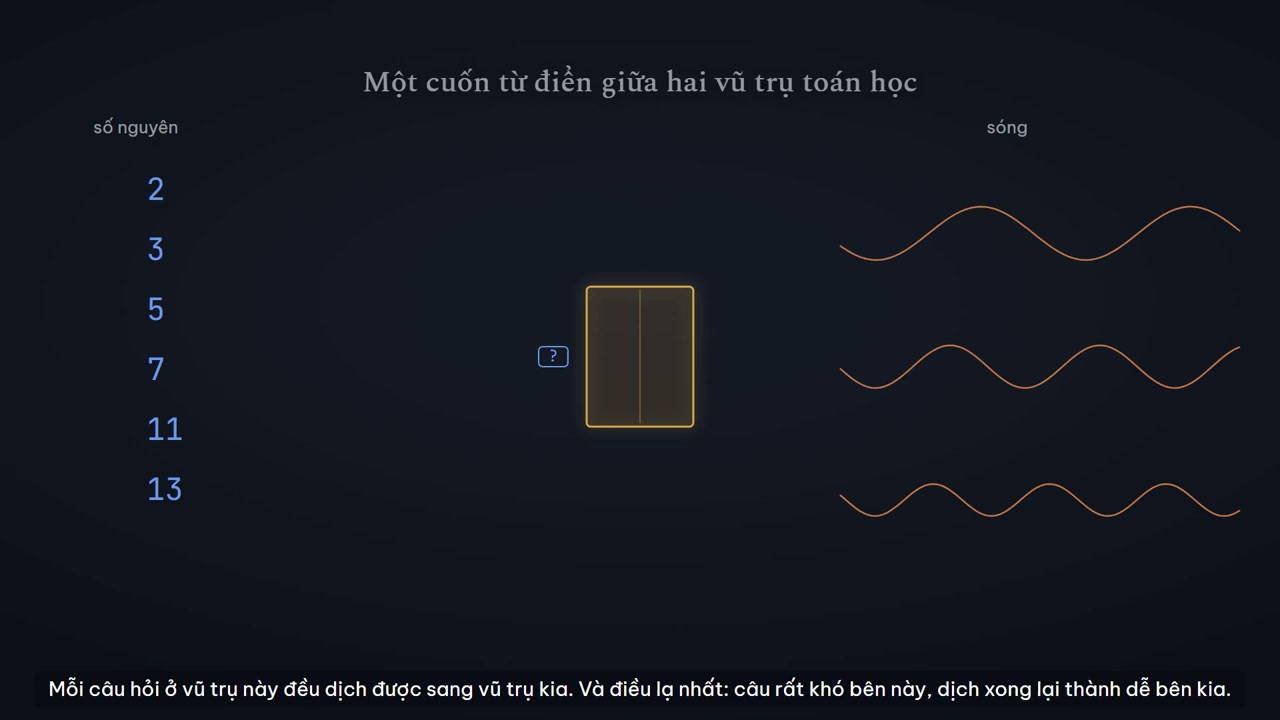 Một cuốn từ điển giữa hai vũ trụ toán học
số nguyên
sóng
2
3
5
?
7
11
13
Mỗi câu hỏi ở vũ trụ này đều dịch được sang vũ trụ kia. Và điều lạ nhất: câu rất khó bên này, dịch xong lại thành dễ bên kia.